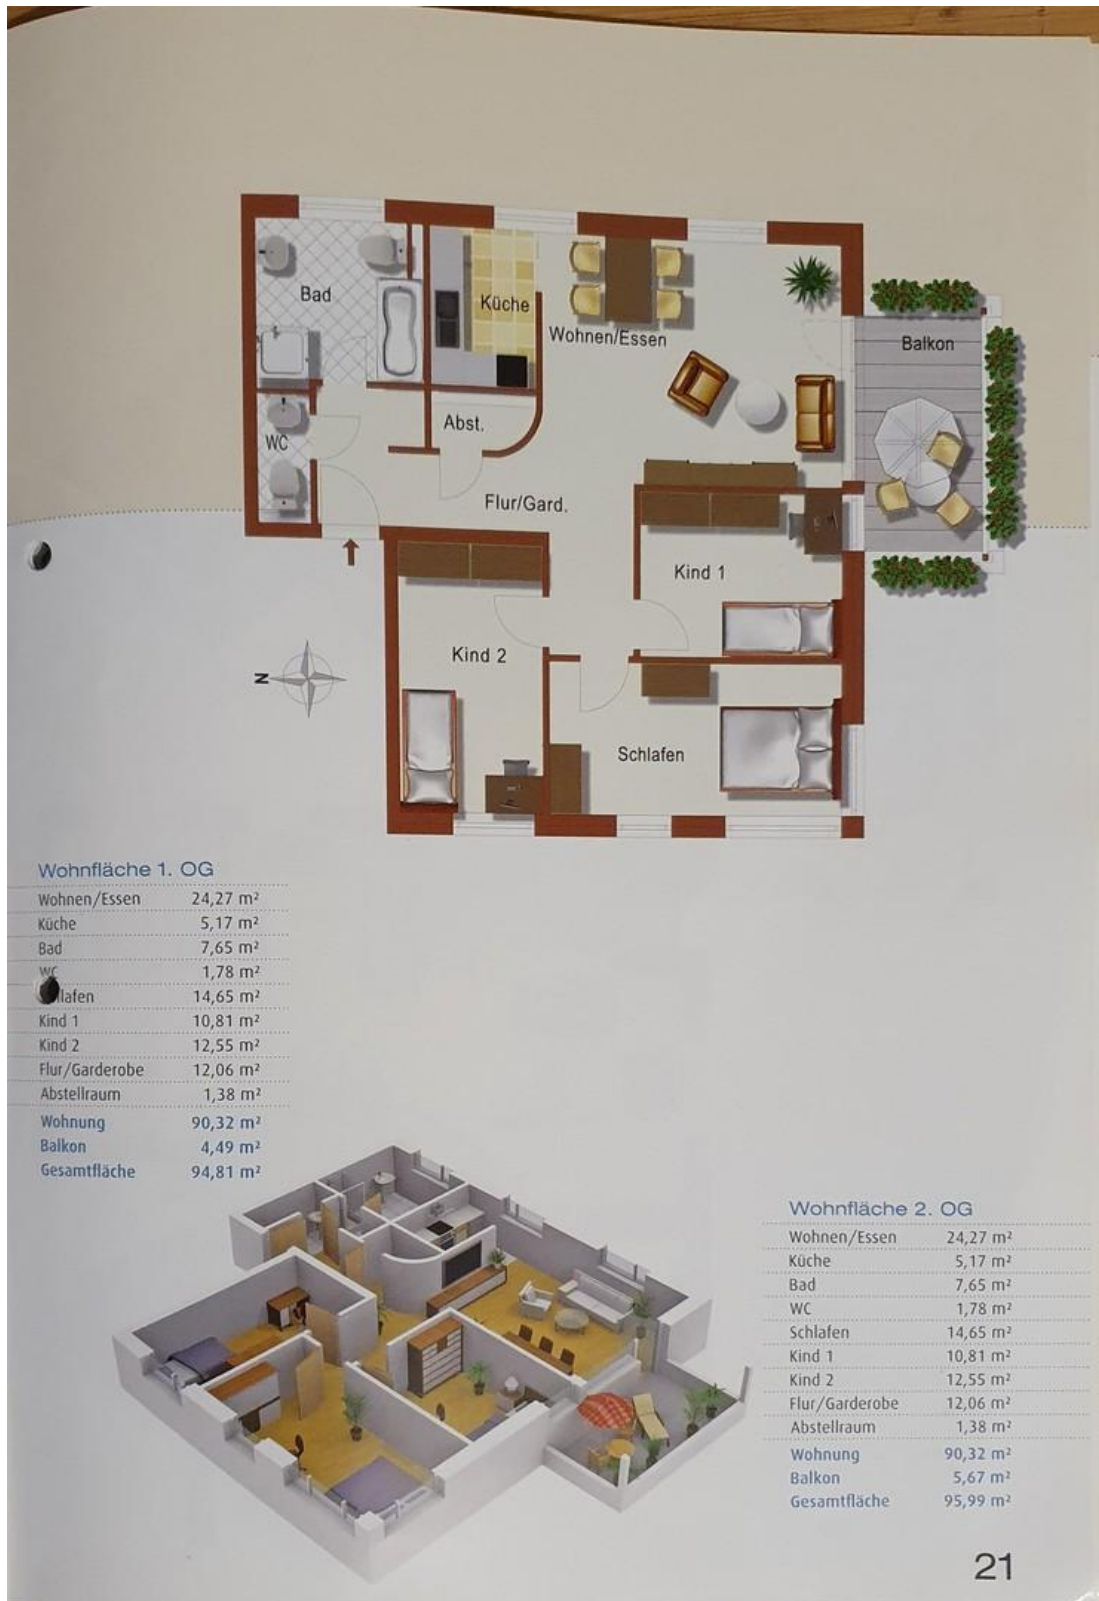 Bad
Küche
Wohnen/Essen
Balkon
WC
Abst.
Flur/Gard.
Kind 1
Kind 2
N
Schlafen
Wohnfläche 1. OG
Wohnen/Essen 24,27 m²
Küche 5,17 m²
Bad 7,65 m²
WC 1,78 m²
lafen 14,65 m²
Kind 1 10,81 m²
Kind 2 12,55 m²
Flur/Garderobe 12,06 m²
Abstellraum 1,38 m²
Wohnung 90,32 m²
Balkon 4,49 m²
Gesamtfläche 94,81 m²
Wohnfläche 2. OG
Wohnen/Essen 24,27 m²
Küche 5,17 m²
Bad 7,65 m²
WC 1,78 m²
Schlafen 14,65 m²
Kind 1 10,81 m²
Kind 2 12,55 m²
Flur/Garderobe 12,06 m²
Abstellraum 1,38 m²
Wohnung 90,32 m²
Balkon 5,67 m²
Gesamtfläche 95,99 m²
21